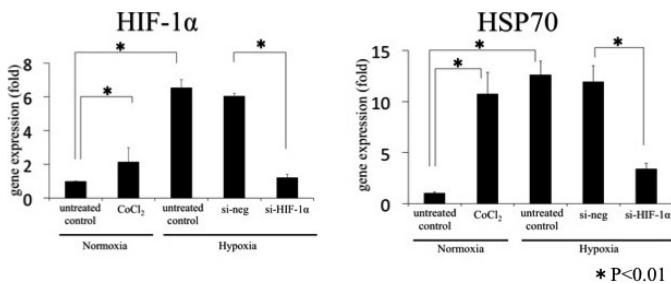 HIF-1α
gene expression (fold)
8
6
4
2
0
*
*
*
untreated control
CoCl₂
untreated control
si-neg
si-HIF-1α
Normoxia
Hypoxia
HSP70
gene expression (fold)
15
10
5
0
*
*
*
untreated control
CoCl₂
untreated control
si-neg
si-HIF-1α
Normoxia
Hypoxia
* P<0.01